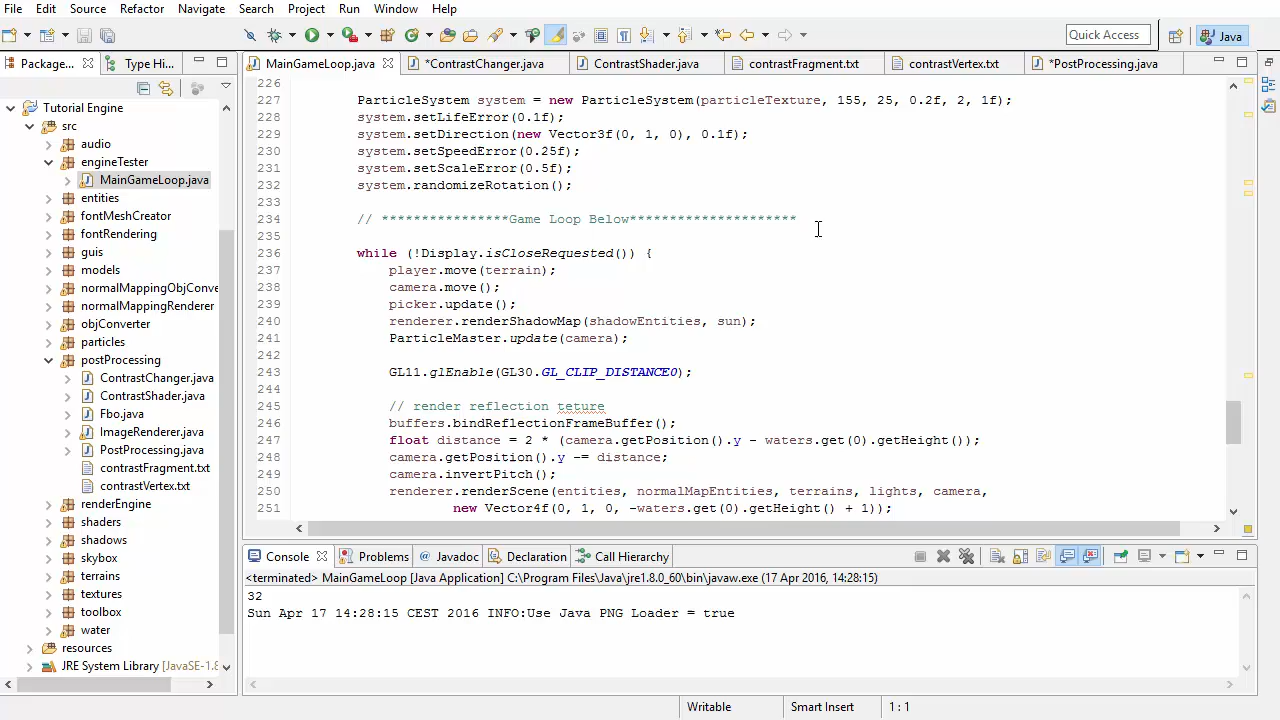 File Edit Source Refactor Navigate Search Project Run Window Help
Quick Access
Java
Package...
Type Hi...
MainGameLoop.java
*ContrastChanger.java
ContrastShader.java
contrastFragment.txt
contrastVertex.txt
*PostProcessing.java
Tutorial Engine
src
audio
engineTester
MainGameLoop.java
entities
fontMeshCreator
fontRendering
guis
models
normalMappingObjConve
normalMappingRenderer
objConverter
particles
postProcessing
ContrastChanger.java
ContrastShader.java
Fbo.java
ImageRenderer.java
PostProcessing.java
contrastFragment.txt
contrastVertex.txt
renderEngine
shaders
shadows
skybox
terrains
textures
toolbox
water
resources
JRE System Library [JavaSE-1.8
226
227 ParticleSystem system = new ParticleSystem(particleTexture, 155, 25, 0.2f, 2, 1f);
228 system.setLifeError(0.1f);
229 system.setDirection(new Vector3f(0, 1, 0), 0.1f);
230 system.setSpeedError(0.25f);
231 system.setScaleError(0.5f);
232 system.randomizeRotation();
233
234 // ****************Game Loop Below*********************
235
236 while (!Display.isCloseRequested()) {
237 player.move(terrain);
238 camera.move();
239 picker.update();
240 renderer.renderShadowMap(shadowEntities, sun);
241 ParticleMaster.update(camera);
242
243 GL11.glEnable(GL30.GL_CLIP_DISTANCE0);
244
245 // render reflection teture
246 buffers.bindReflectionFrameBuffer();
247 float distance = 2 * (camera.getPosition().y - waters.get(0).getHeight());
248 camera.getPosition().y -= distance;
249 camera.invertPitch();
250 renderer.renderScene(entities, normalMapEntities, terrains, lights, camera,
251 new Vector4f(0, 1, 0, -waters.get(0).getHeight() + 1));
Console
Problems
Javadoc
Declaration
Call Hierarchy
<terminated> MainGameLoop [Java Application] C:\Program Files\Java\jre1.8.0_60\bin\javaw.exe (17 Apr 2016, 14:28:15)
32
Sun Apr 17 14:28:15 CEST 2016 INFO:Use Java PNG Loader = true
Writable
Smart Insert
1 : 1